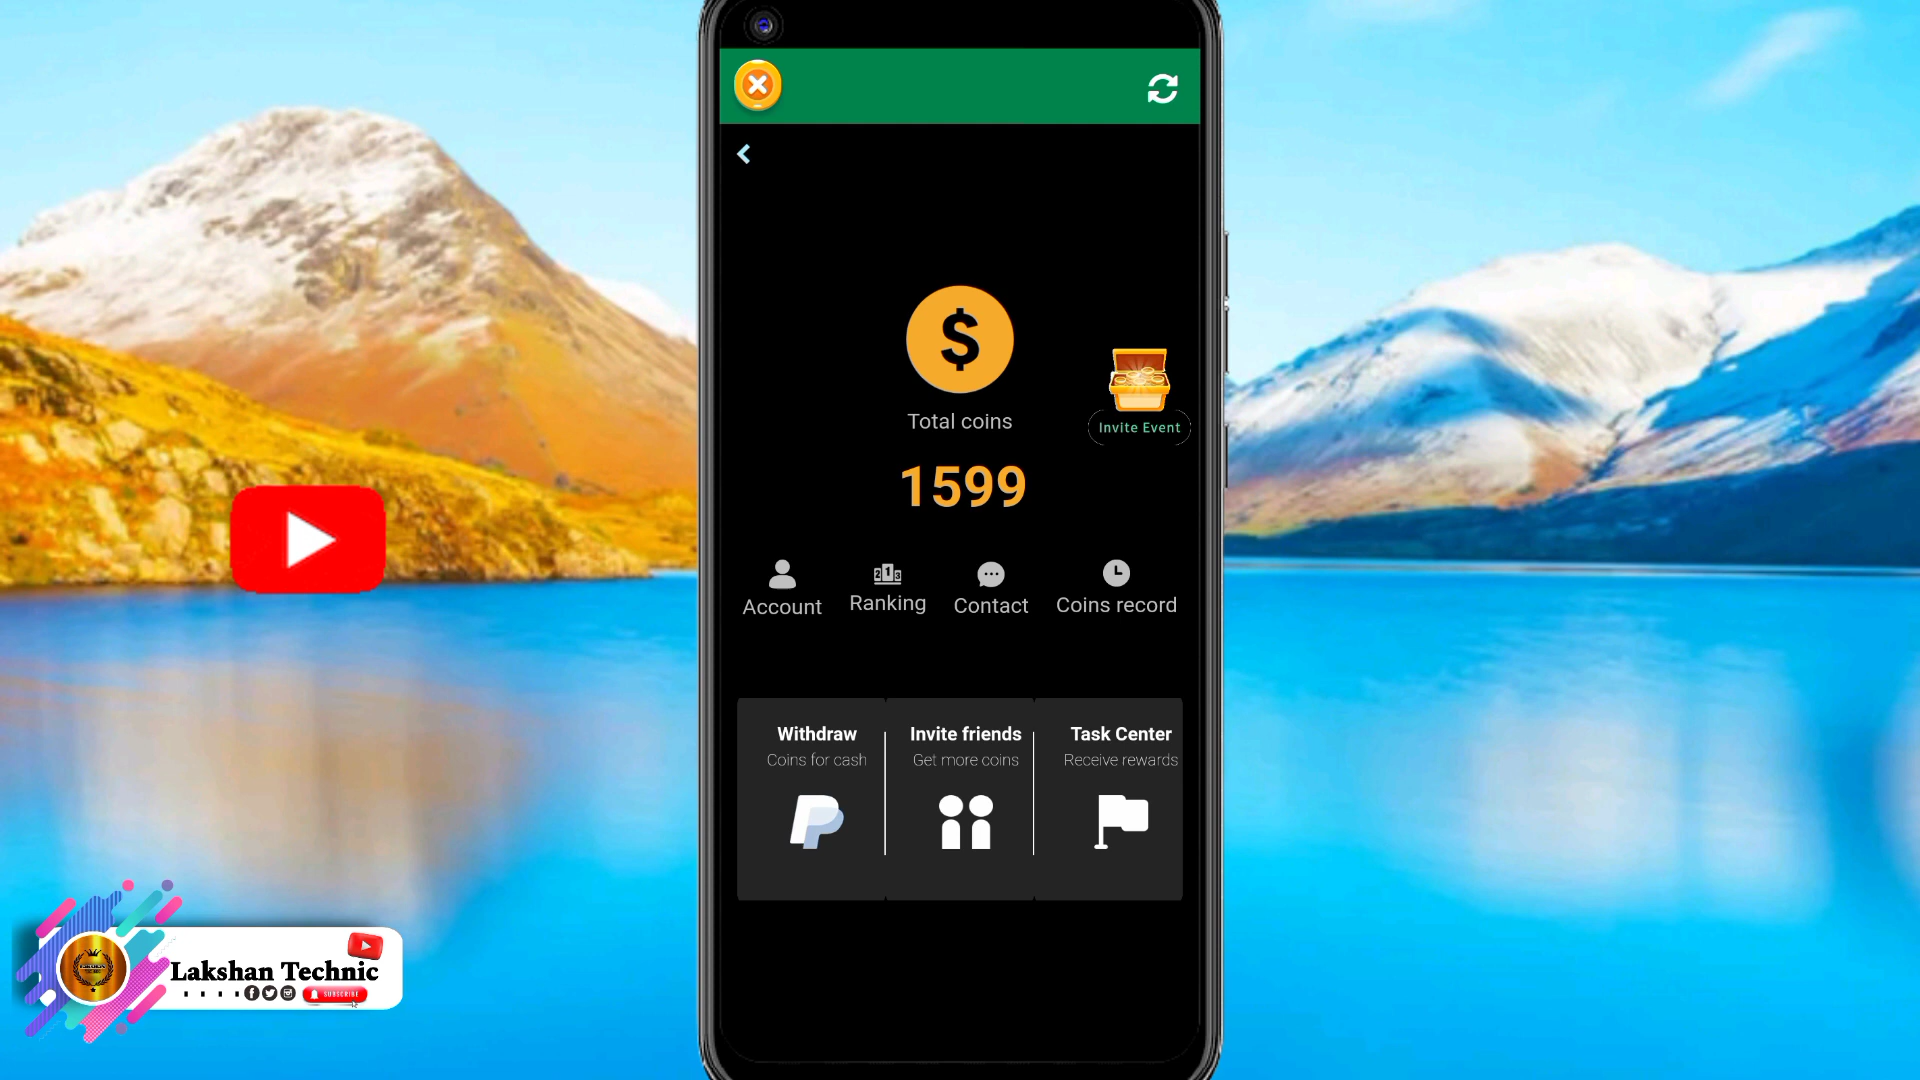 $
Total coins
Invite Event
1599
Account
Ranking
Contact
Coins record
Withdraw
Invite friends
Task Center
Coins for cash
Get more coins
Receive rewards
Lakshan Technic
SUBSCRIBE